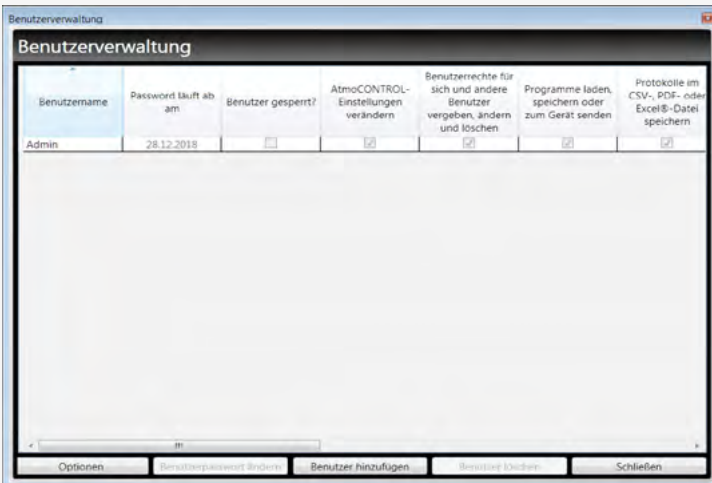 Benutzerverwaltung
Benutzerverwaltung
Benutzername
Password läuft ab
am
Benutzer gesperrt?
AtmoCONTROL-
Einstellungen
verändern
Benutzerrechte für
sich und andere
Benutzer
vergeben, ändern
und löschen
Programme laden,
speichern oder
zum Gerät senden
Protokolle im
CSV-, PDF- oder
Excel®-Datei
speichern
Admin
28.12.2018
Optionen
Benutzerpasswort ändern
Benutzer hinzufügen
Benutzer löschen
Schließen